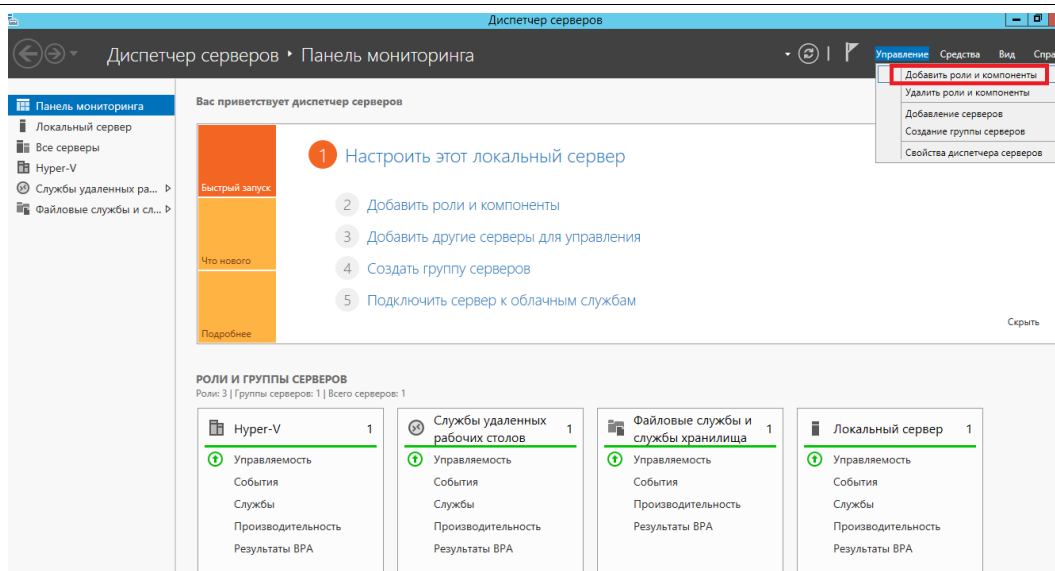 Диспетчер серверов
Диспетчер серверов ‣ Панель мониторинга
Управление Средства Вид Спра
Добавить роли и компоненты
Удалить роли и компоненты
Добавление серверов
Создание группы серверов
Свойства диспетчера серверов
Панель мониторинга
Локальный сервер
Все серверы
Hyper-V
Службы удаленных ра...
Файловые службы и сл...
Вас приветствует диспетчер серверов
Быстрый запуск
Что нового
Подробнее
1 Настроить этот локальный сервер
2 Добавить роли и компоненты
3 Добавить другие серверы для управления
4 Создать группу серверов
5 Подключить сервер к облачным службам
Скрыть
РОЛИ И ГРУППЫ СЕРВЕРОВ
Роли: 3 | Группы серверов: 1 | Всего серверов: 1
Hyper-V 1
Управляемость
События
Службы
Производительность
Результаты BPA
Службы удаленных
рабочих столов 1
Управляемость
События
Службы
Производительность
Результаты BPA
Файловые службы и
службы хранилища 1
Управляемость
События
Производительность
Результаты BPA
Локальный сервер 1
Управляемость
События
Службы
Производительность
Результаты BPA